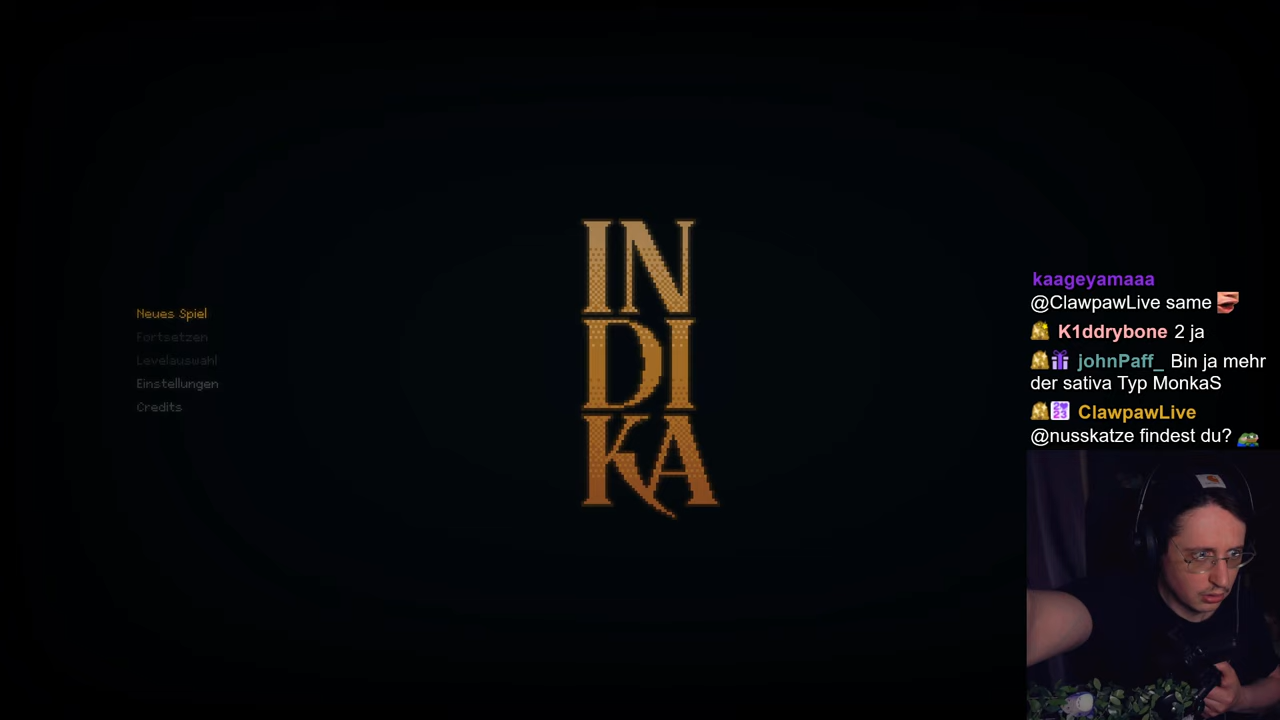 IN
DI
KA
Neues Spiel
Fortsetzen
Levelauswahl
Einstellungen
Credits
kaageyamaaa
@ClawpawLive same
K1ddrybone 2 ja
johnPaff_ Bin ja mehr
der sativa Typ MonkaS
ClawpawLive
@nusskatze findest du?